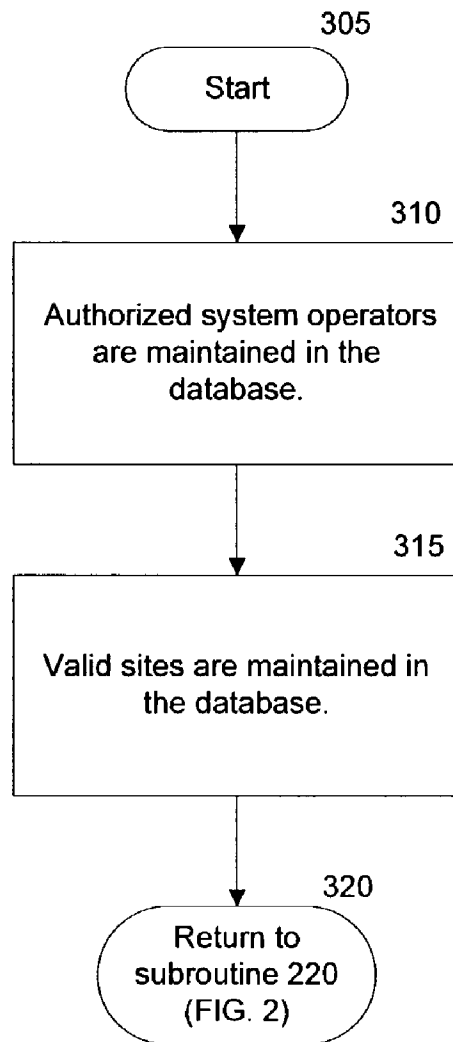 305
Start
310
Authorized system operators
are maintained in the
database.
315
Valid sites are maintained in
the database.
320
Return to
subroutine 220
(FIG. 2)